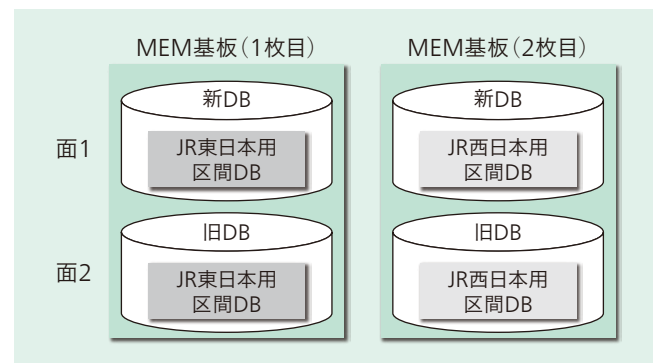 MEM基板（1枚目）
MEM基板（2枚目）
面1
新DB
JR東日本用
区間DB
新DB
JR西日本用
区間DB
面2
旧DB
JR東日本用
区間DB
旧DB
JR西日本用
区間DB